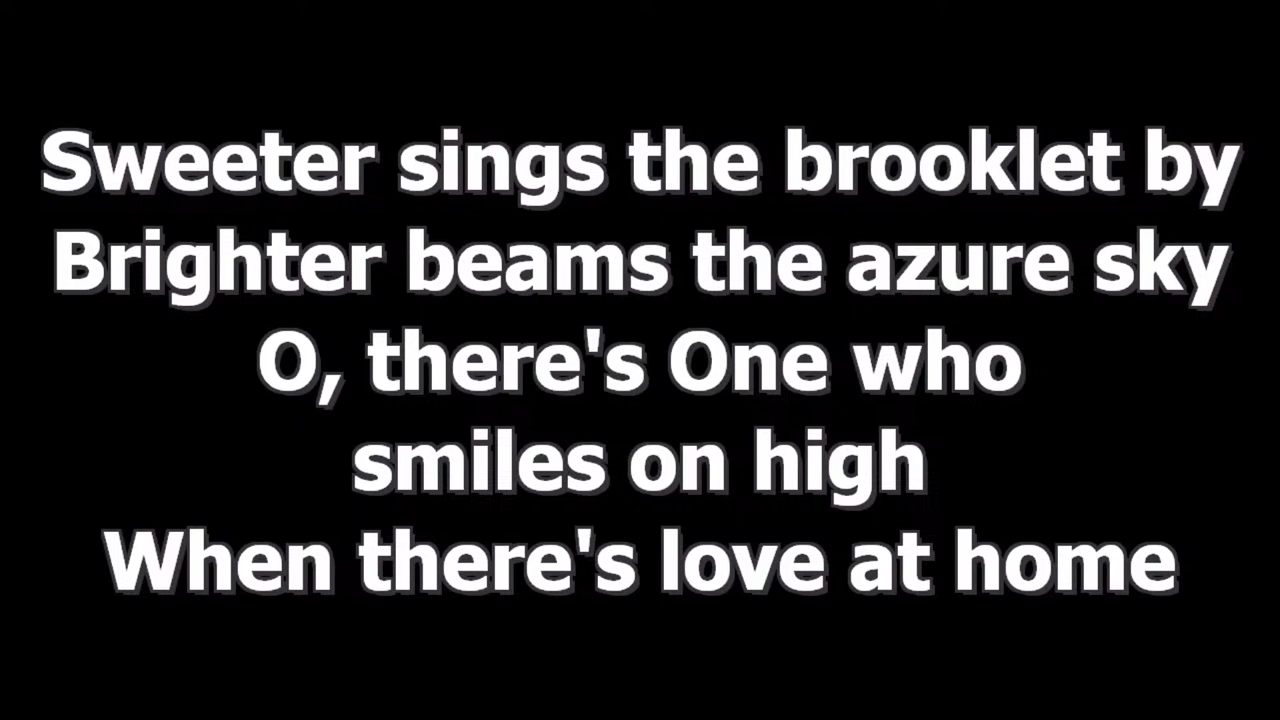 Sweeter sings the brooklet by
Brighter beams the azure sky
O, there's One who
smiles on high
When there's love at home